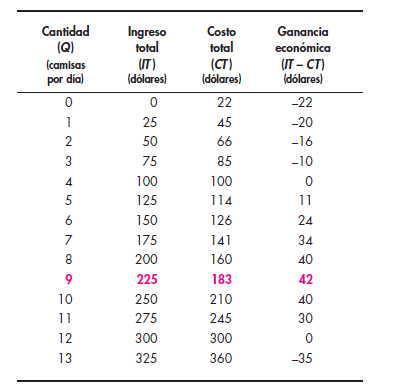 Cantidad Ingreso Costo Ganancia
(Q) total total económica
(camisas (IT) (CT) (IT – CT)
por día) (dólares) (dólares) (dólares)
0 0 22 –22
1 25 45 –20
2 50 66 –16
3 75 85 –10
4 100 100 0
5 125 114 11
6 150 126 24
7 175 141 34
8 200 160 40
9 225 183 42
10 250 210 40
11 275 245 30
12 300 300 0
13 325 360 –35